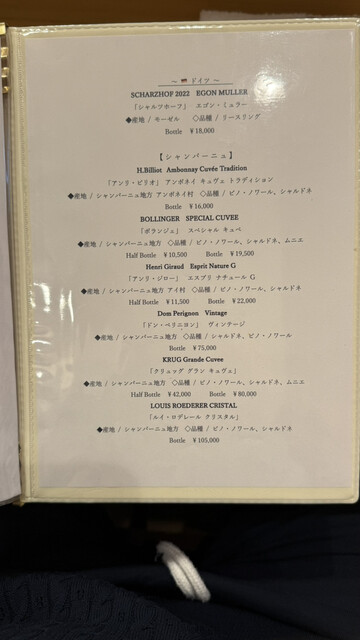 ～ 🇩🇪 ドイツ ～
SCHARZHOF 2022 EGON MULLER
「シャルツホーフ」 エゴン・ミュラー
◆産地 / モーゼル ◇品種 / リースリング
Bottle ¥18,000
【シャンパーニュ】
H.Billiot Ambonnay Cuvée Tradition
「アンリ・ビリオ」 アンボネイ キュヴェ トラディション
◆産地 / シャンパーニュ地方 アンボネイ村 ◇品種 / ピノ・ノワール、シャルドネ
Bottle ¥16,000
BOLLINGER SPECIAL CUVEE
「ボランジェ」 スペシャル キュベ
◆産地 / シャンパーニュ地方 ◇品種 / ピノ・ノワール、シャルドネ、ムニエ
Half Bottle ¥10,500 Bottle ¥19,500
Henri Giraud Esprit Nature G
「アンリ・ジロー」 エスプリ ナチュール G
◆産地 / シャンパーニュ地方 アイ村 ◇品種 / ピノ・ノワール、シャルドネ
Half Bottle ¥11,500 Bottle ¥22,000
Dom Perignon Vintage
「ドン・ペリニヨン」 ヴィンテージ
◆産地 / シャンパーニュ地方 ◇品種 / シャルドネ、ピノ・ノワール
Bottle ¥75,000
KRUG Grande Cuvee
「クリュッグ グラン キュヴェ」
◆産地 / シャンパーニュ地方 ◇品種 / ピノ・ノワール、シャルドネ、ムニエ
Half Bottle ¥42,000 Bottle ¥80,000
LOUIS ROEDERER CRISTAL
「ルイ・ロデレール クリスタル」
◆産地 / シャンパーニュ地方 ◇品種 / ピノ・ノワール、シャルドネ
Bottle ¥105,000